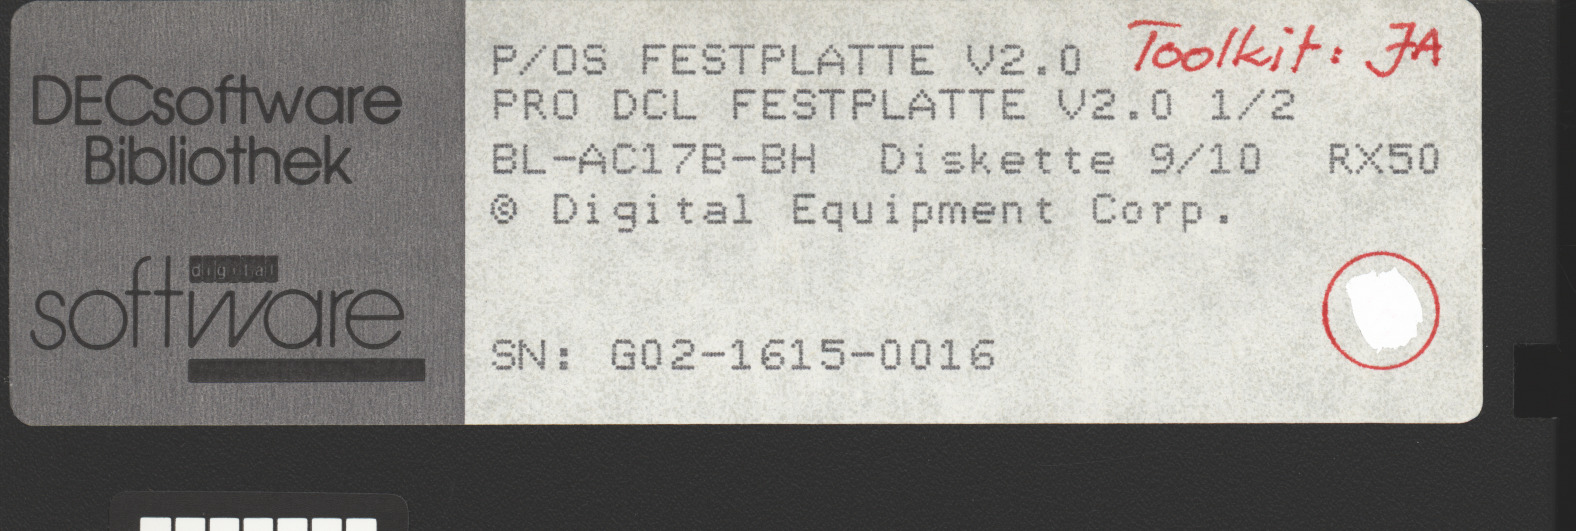 DECsoftware
Bibliothek
digital
software
P/OS FESTPLATTE V2.0 Toolkit: JA
PRO DCL FESTPLATTE V2.0 1/2
BL-AC17B-BH Diskette 9/10 RX50
© Digital Equipment Corp.
SN: G02-1615-0016